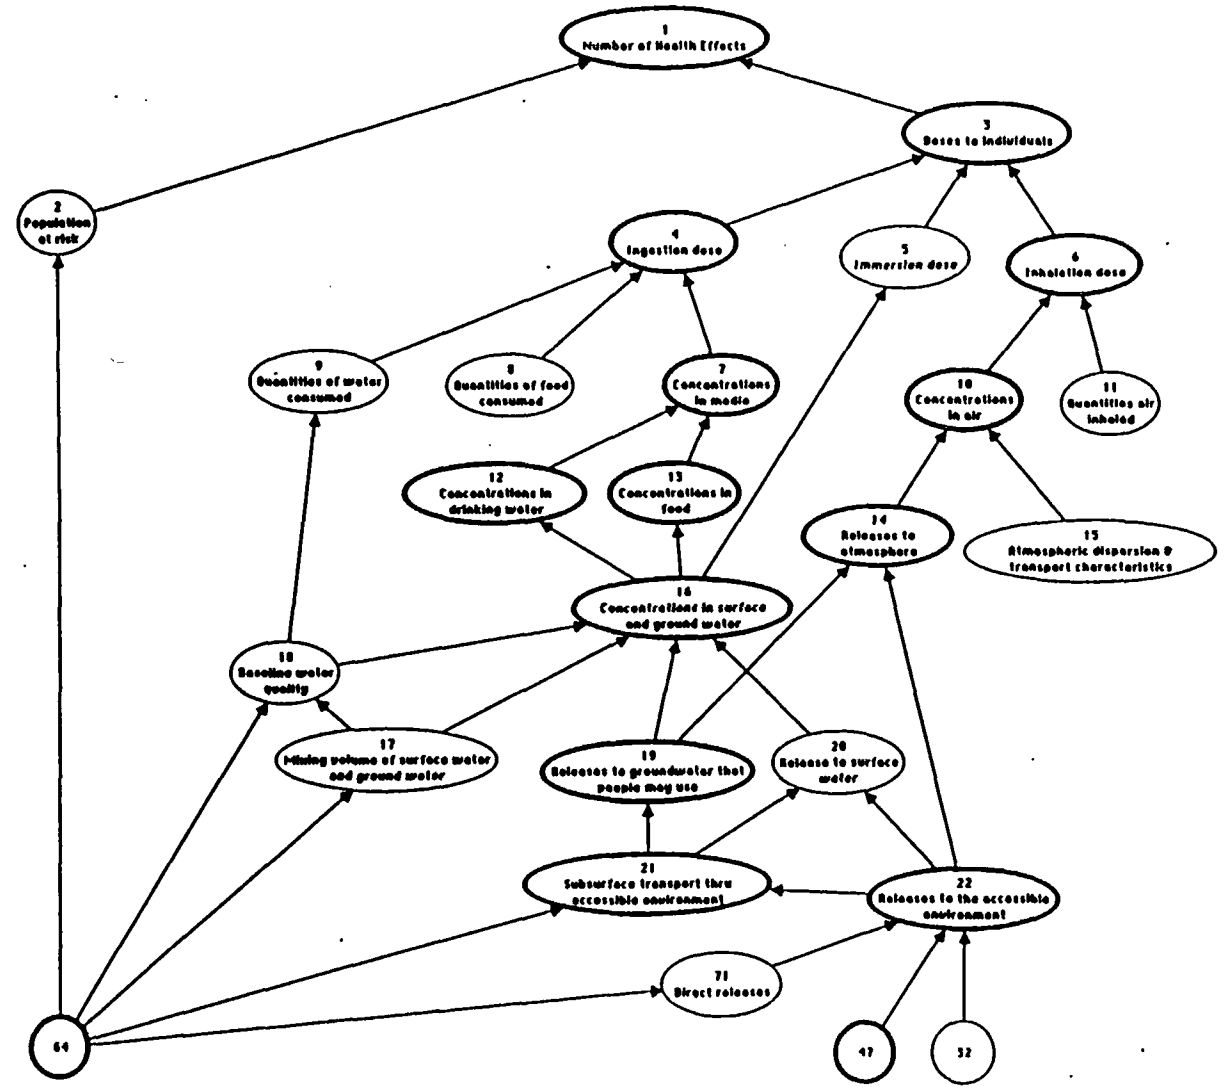 1
Number of Health Effects
3
Doses to individuals
2
Population
at risk
4
Ingestion dose
5
Immersion dose
6
Inhalation dose
9
Quantities of water
consumed
8
Quantities of food
consumed
7
Concentrations
in media
10
Concentrations
in air
11
Quantities air
inhaled
12
Concentrations in
drinking water
13
Concentrations in
food
14
Releases to
atmosphere
15
Atmospheric dispersion &
transport characteristics
16
Concentrations in surface
and ground water
18
Baseline water
quality
17
Mixing volume of surface water
and ground water
19
Releases to groundwater that
people may use
20
Release to surface
water
21
Subsurface transport thru
accessible environment
22
Releases to the accessible
environment
71
Direct releases
64
47
32